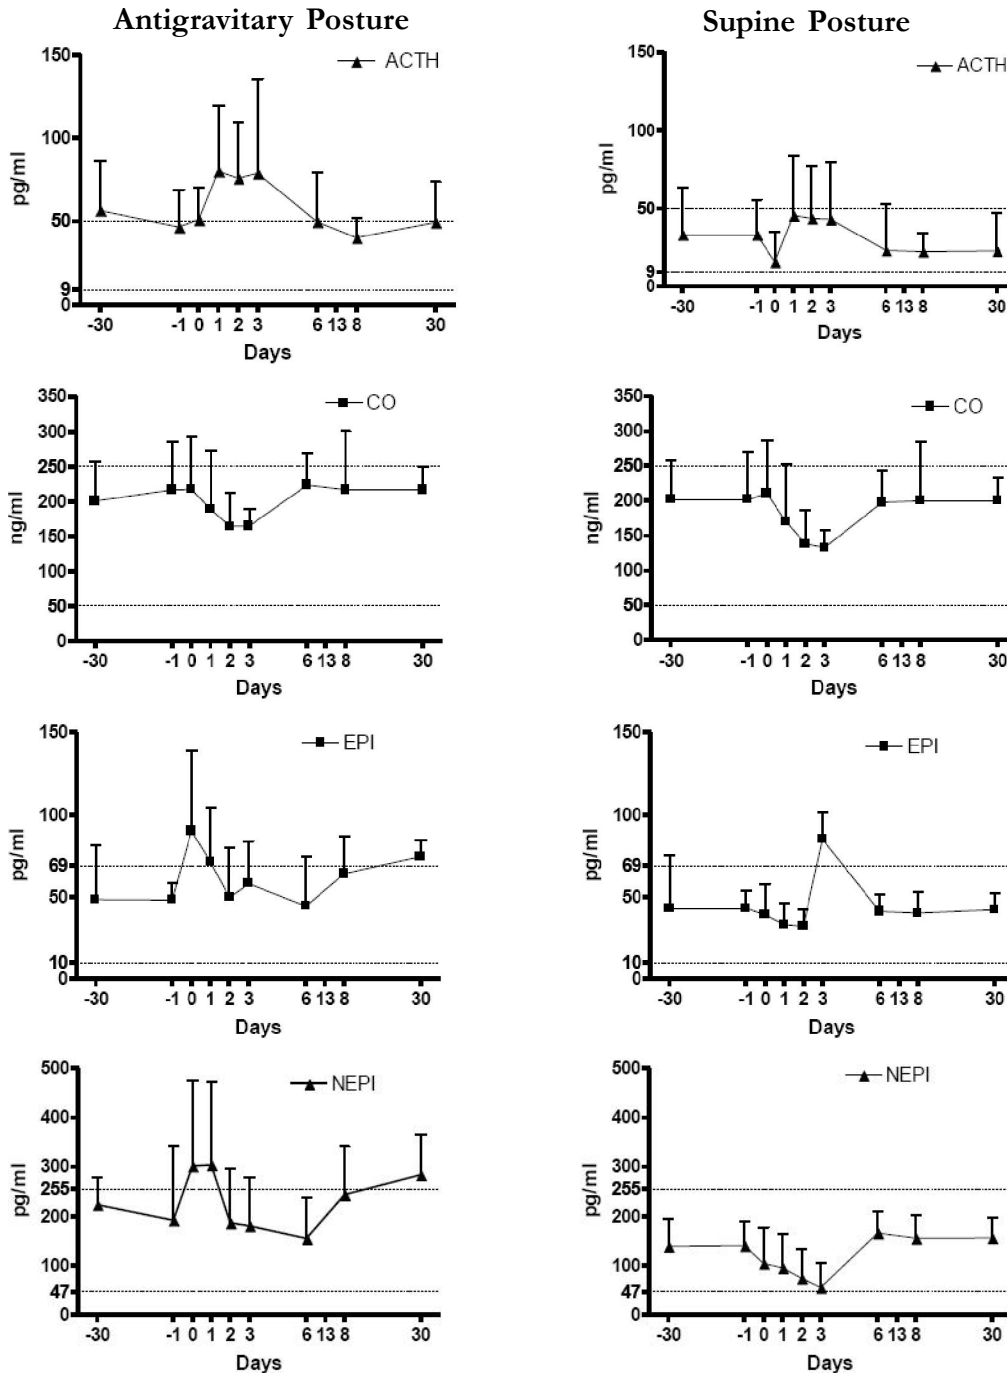 Antigravitary Posture
Supine Posture
ACTH
150
100
50
9
0
pg/ml
-30 -1 0 1 2 3 6 13 8 30
Days
ACTH
150
100
50
9
0
pg/ml
-30 -1 0 1 2 3 6 13 8 30
Days
CO
350
300
250
200
150
100
50
0
ng/ml
-30 -1 0 1 2 3 6 13 8 30
Days
CO
350
300
250
200
150
100
50
0
ng/ml
-30 -1 0 1 2 3 6 13 8 30
Days
EPI
150
100
69
50
10
0
pg/ml
-30 -1 0 1 2 3 6 13 8 30
Days
EPI
150
100
69
50
10
0
pg/ml
-30 -1 0 1 2 3 6 13 8 30
Days
NEPI
500
400
300
255
200
100
47
0
pg/ml
-30 -1 0 1 2 3 6 13 8 30
Days
NEPI
500
400
300
255
200
100
47
0
pg/ml
-30 -1 0 1 2 3 6 13 8 30
Days